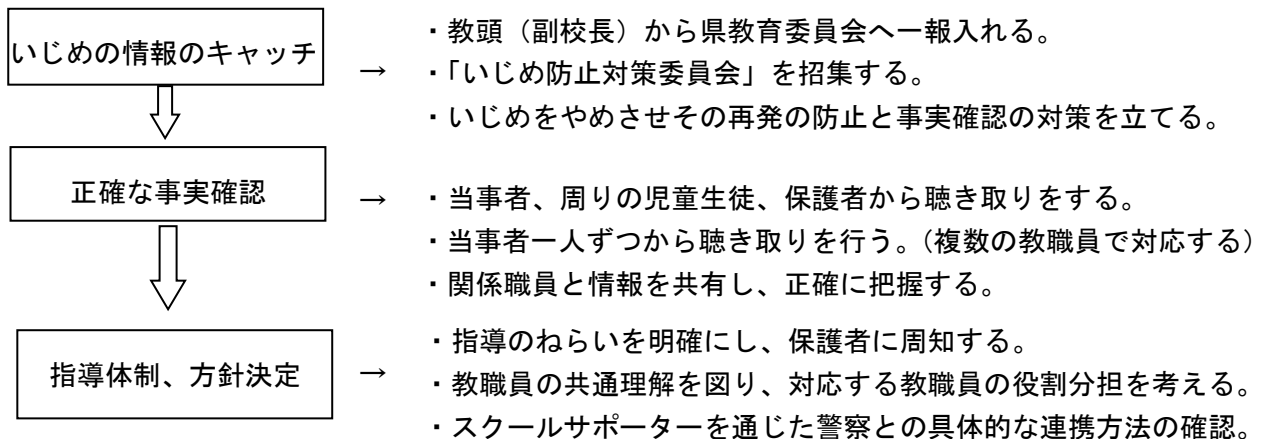 いじめの情報のキャッチ
→
・教頭(副校長)から県教育委員会へ一報入れる。
・「いじめ防止対策委員会」を招集する。
・いじめをやめさせその再発の防止と事実確認の対策を立てる。
正確な事実確認
→
・当事者、周りの児童生徒、保護者から聴き取りをする。
・当事者一人ずつから聴き取りを行う。(複数の教職員で対応する)
・関係職員と情報を共有し、正確に把握する。
指導体制、方針決定
→
・指導のねらいを明確にし、保護者に周知する。
・教職員の共通理解を図り、対応する教職員の役割分担を考える。
・スクールサポーターを通じた警察との具体的な連携方法の確認。